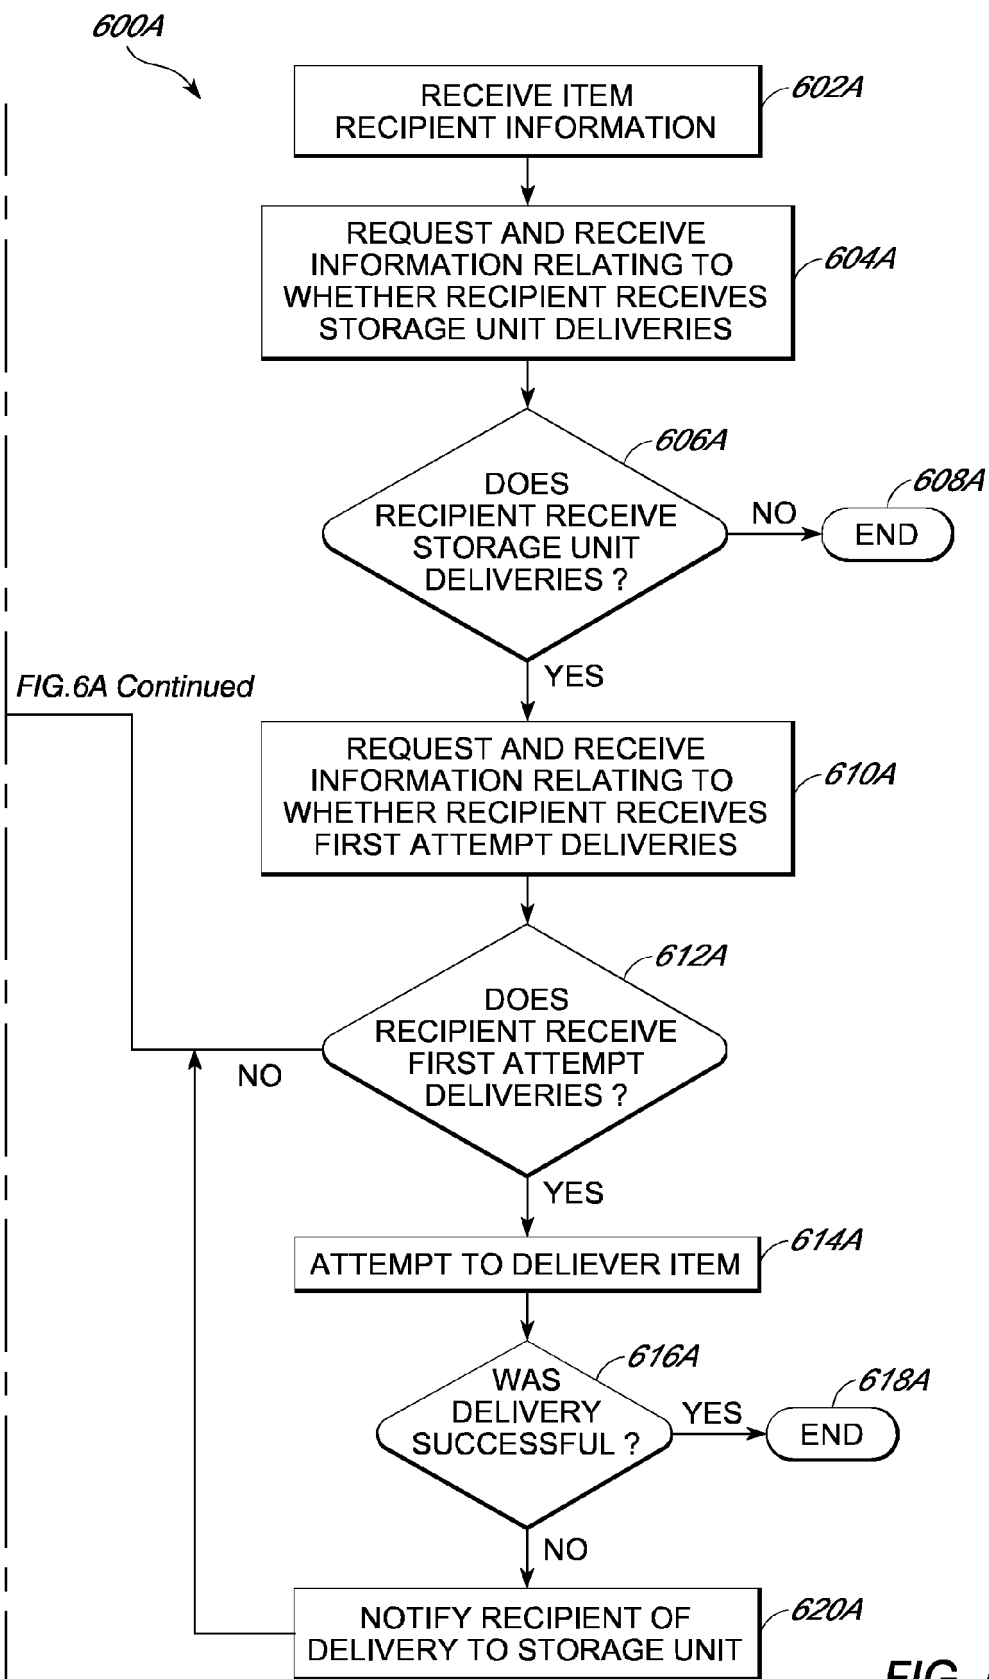 600A
RECEIVE ITEM
RECIPIENT INFORMATION
602A
REQUEST AND RECEIVE
INFORMATION RELATING TO
WHETHER RECIPIENT RECEIVES
STORAGE UNIT DELIVERIES
604A
606A
DOES
RECIPIENT RECEIVE
STORAGE UNIT
DELIVERIES ?
NO
608A
END
YES
FIG.6A Continued
REQUEST AND RECEIVE
INFORMATION RELATING TO
WHETHER RECIPIENT RECEIVES
FIRST ATTEMPT DELIVERIES
610A
612A
DOES
RECIPIENT RECEIVE
FIRST ATTEMPT
DELIVERIES ?
NO
YES
614A
ATTEMPT TO DELIEVER ITEM
616A
WAS
DELIVERY
SUCCESSFUL ?
YES
618A
END
NO
NOTIFY RECIPIENT OF
DELIVERY TO STORAGE UNIT
620A
FIG.